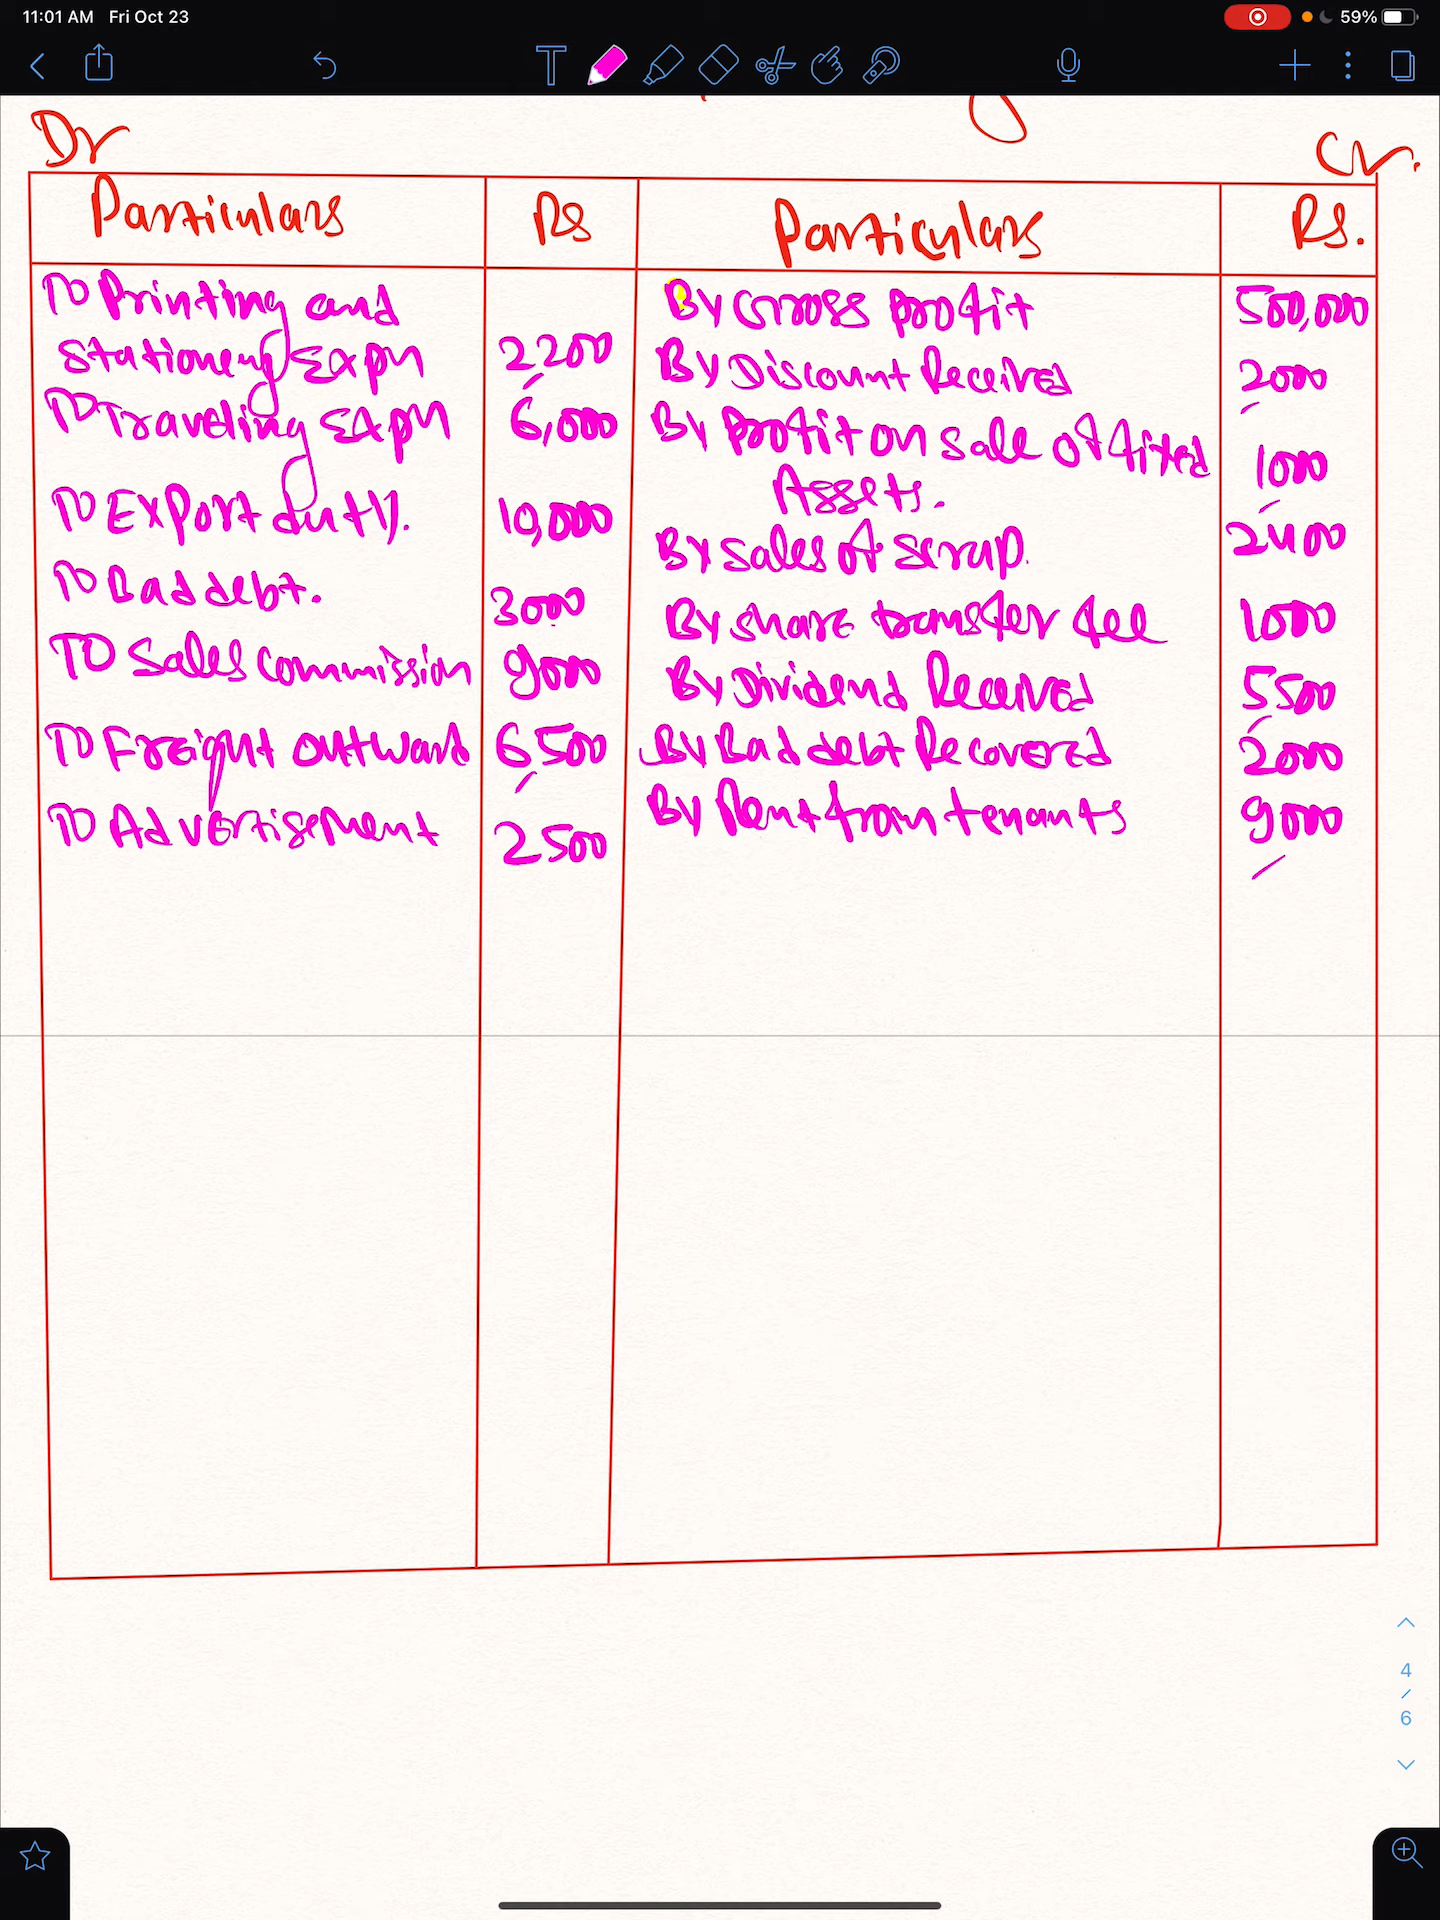 11:01 AM Fri Oct 23
59%
Dr
Cr.
Particulars Rs Particulars Rs.
To Printing and
Stationery Expn 2200
To Traveling Expn 6,000
To Export duty. 10,000
To Bad debt. 3000
To Sales Commission 9000
To Freight outward 6,500
To Advertisement 2500
By Gross profit 500,000
By Discount Received 2000
By Profit on sale of fixed
Assets. 1000
By Sales of scrap. 2400
By share transfer fee 1000
By Dividend Received 5500
By Bad debt Recovered 2000
By Rent from tenants 9000
4
/
6